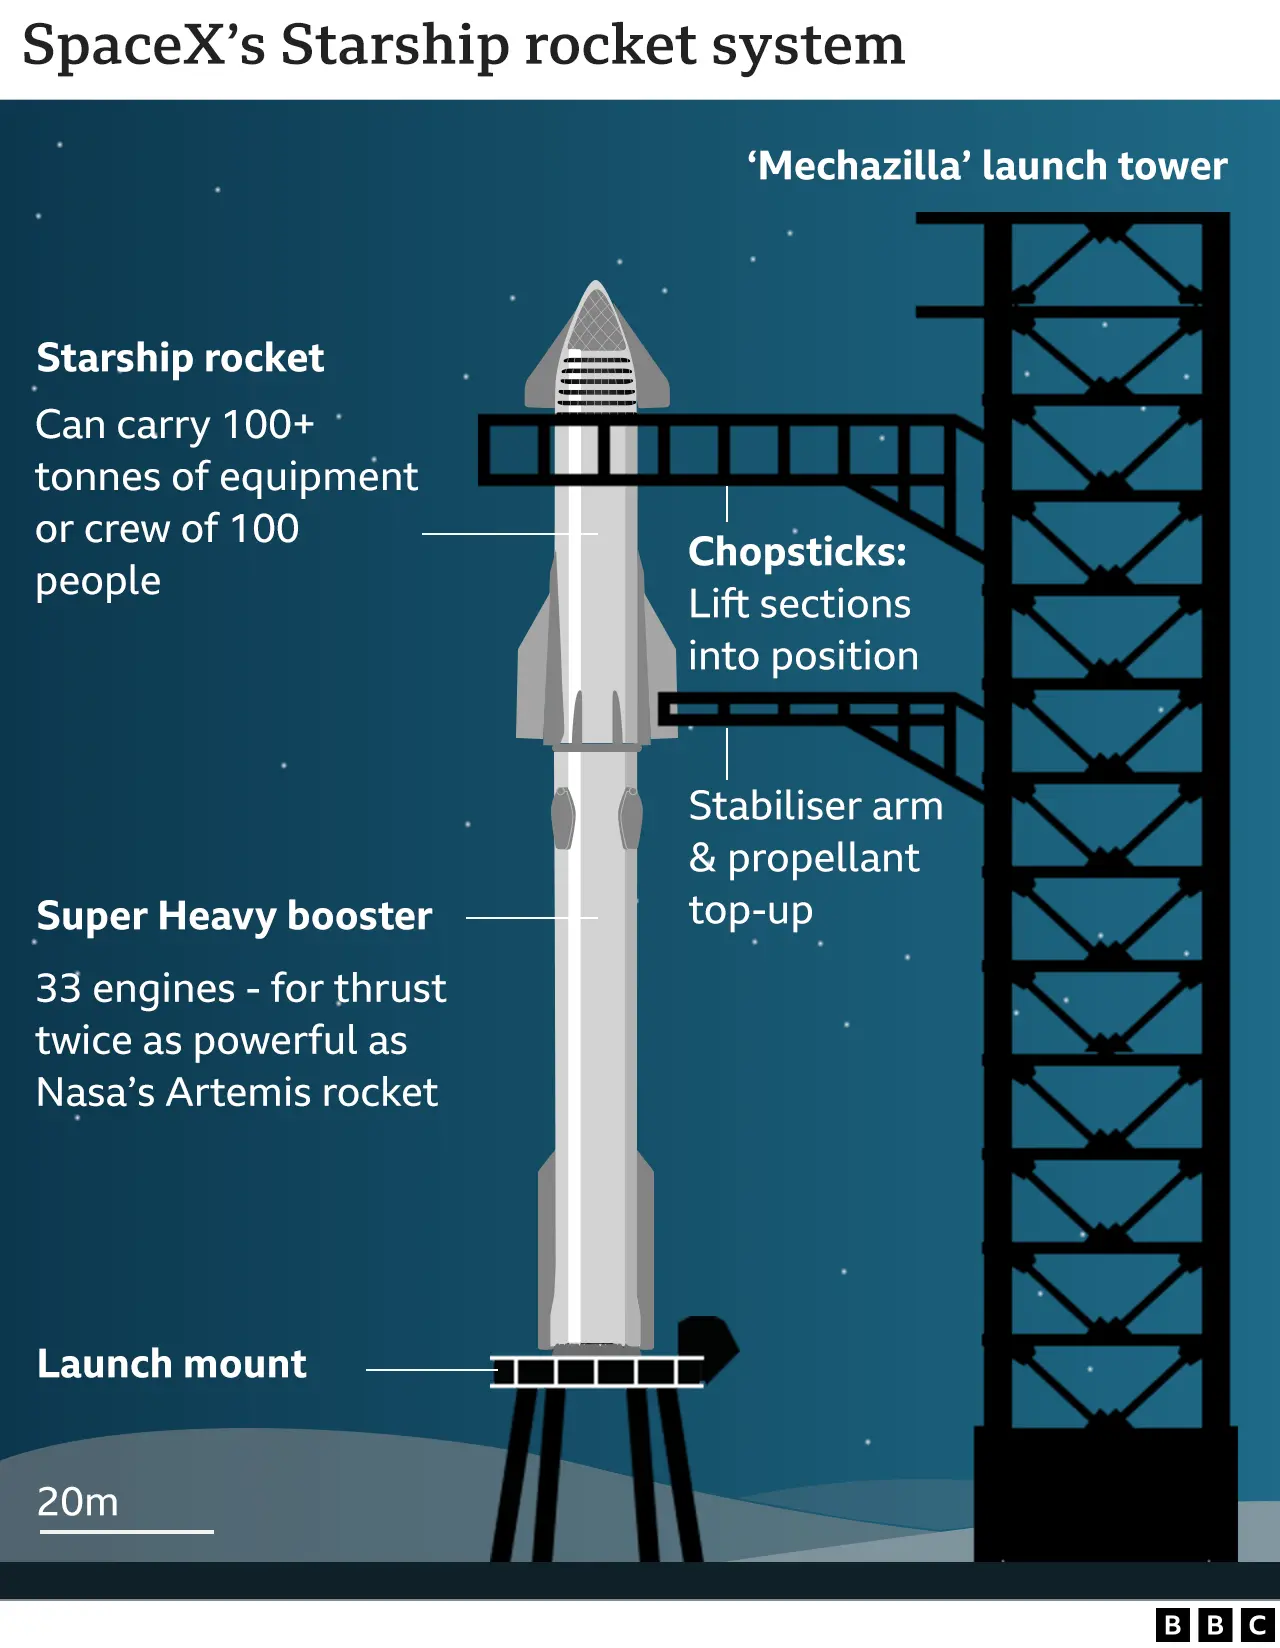 SpaceX’s Starship rocket system
‘Mechazilla’ launch tower
Starship rocket
Can carry 100+
tonnes of equipment
or crew of 100
people
Chopsticks:
Lift sections
into position
Stabiliser arm
& propellant
top-up
Super Heavy booster
33 engines - for thrust
twice as powerful as
Nasa’s Artemis rocket
Launch mount
20m
BBC